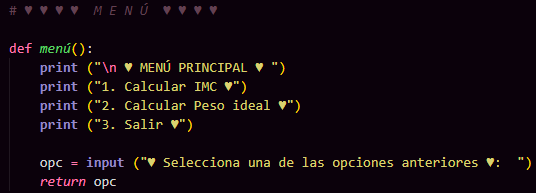 # ♥ ♥ ♥ ♥ M E N Ú ♥ ♥ ♥ ♥
def menú():
print ("\n ♥ MENÚ PRINCIPAL ♥ ")
print ("1. Calcular IMC ♥")
print ("2. Calcular Peso ideal ♥")
print ("3. Salir ♥")
opc = input ("♥ Selecciona una de las opciones anteriores ♥:  ")
return opc